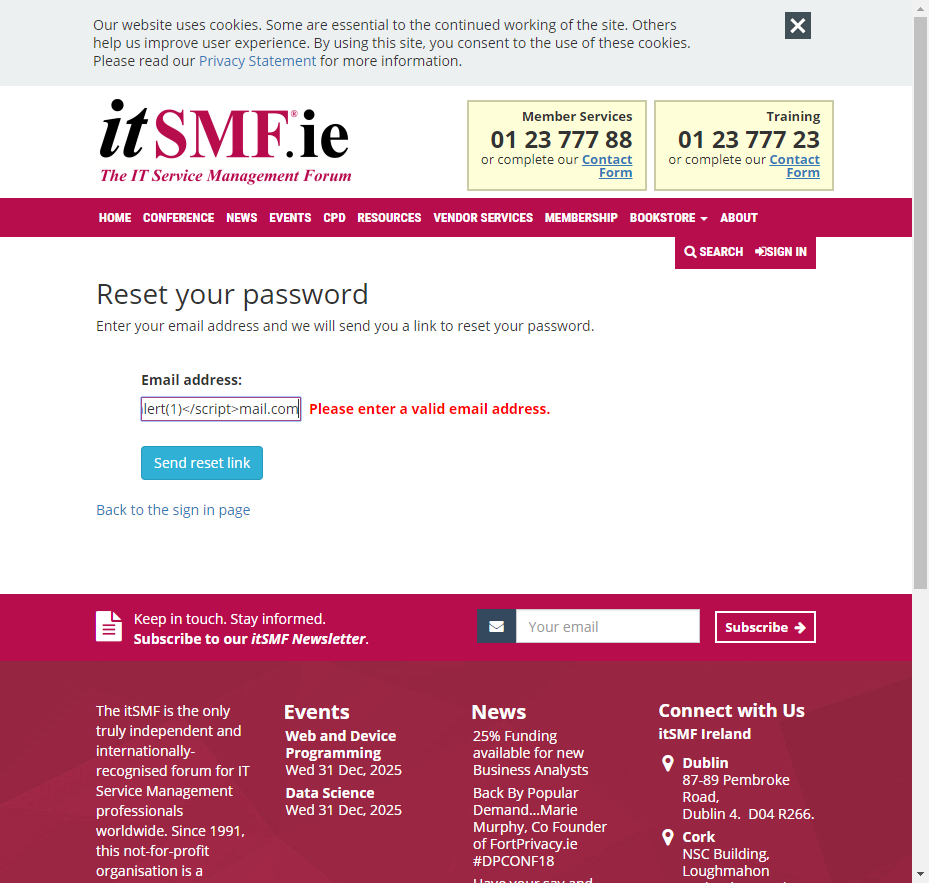 Our website uses cookies. Some are essential to the continued working of the site. Others
help us improve user experience. By using this site, you consent to the use of these cookies.
Please read our Privacy Statement for more information.
itSMF®.ie
The IT Service Management Forum
Member Services
01 23 777 88
or complete our Contact
Form
Training
01 23 777 23
or complete our Contact
Form
HOME CONFERENCE NEWS EVENTS CPD RESOURCES VENDOR SERVICES MEMBERSHIP BOOKSTORE ABOUT
SEARCH SIGN IN
Reset your password
Enter your email address and we will send you a link to reset your password.
Email address:
lert(1)</script>mail.com Please enter a valid email address.
Send reset link
Back to the sign in page
Keep in touch. Stay informed.
Subscribe to our itSMF Newsletter.
Your email
Subscribe
The itSMF is the only
truly independent and
internationally-
recognised forum for IT
Service Management
professionals
worldwide. Since 1991,
this not-for-profit
organisation is a
Events
Web and Device
Programming
Wed 31 Dec, 2025
Data Science
Wed 31 Dec, 2025
News
25% Funding
available for new
Business Analysts
Back By Popular
Demand...Marie
Murphy, Co Founder
of FortPrivacy.ie
#DPCONF18
Have your say and
Connect with Us
itSMF Ireland
Dublin
87-89 Pembroke
Road,
Dublin 4. D04 R266.
Cork
NSC Building,
Loughmahon